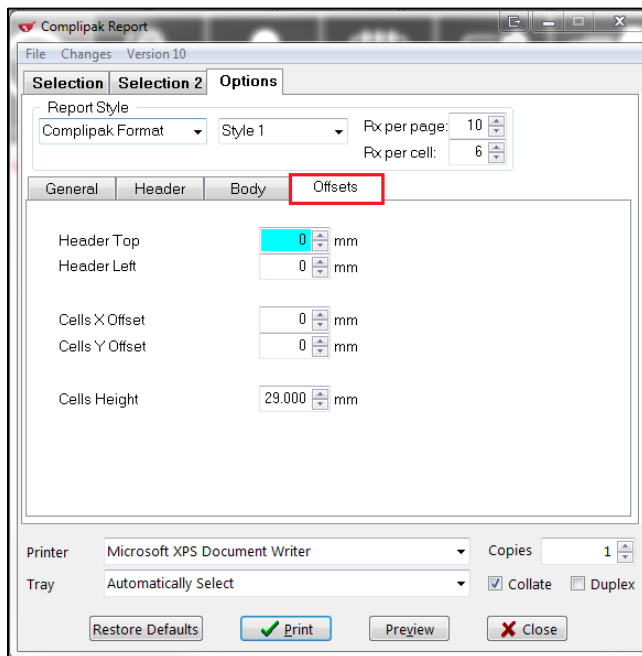 Complipak Report
File Changes Version 10
Selection Selection 2 Options
Report Style
Complipak Format Style 1 Rx per page: 10
Rx per cell: 6
General Header Body Offsets
Header Top 0 mm
Header Left 0 mm
Cells X Offset 0 mm
Cells Y Offset 0 mm
Cells Height 29.000 mm
Printer Microsoft XPS Document Writer Copies 1
Tray Automatically Select Collate Duplex
Restore Defaults Print Preview Close